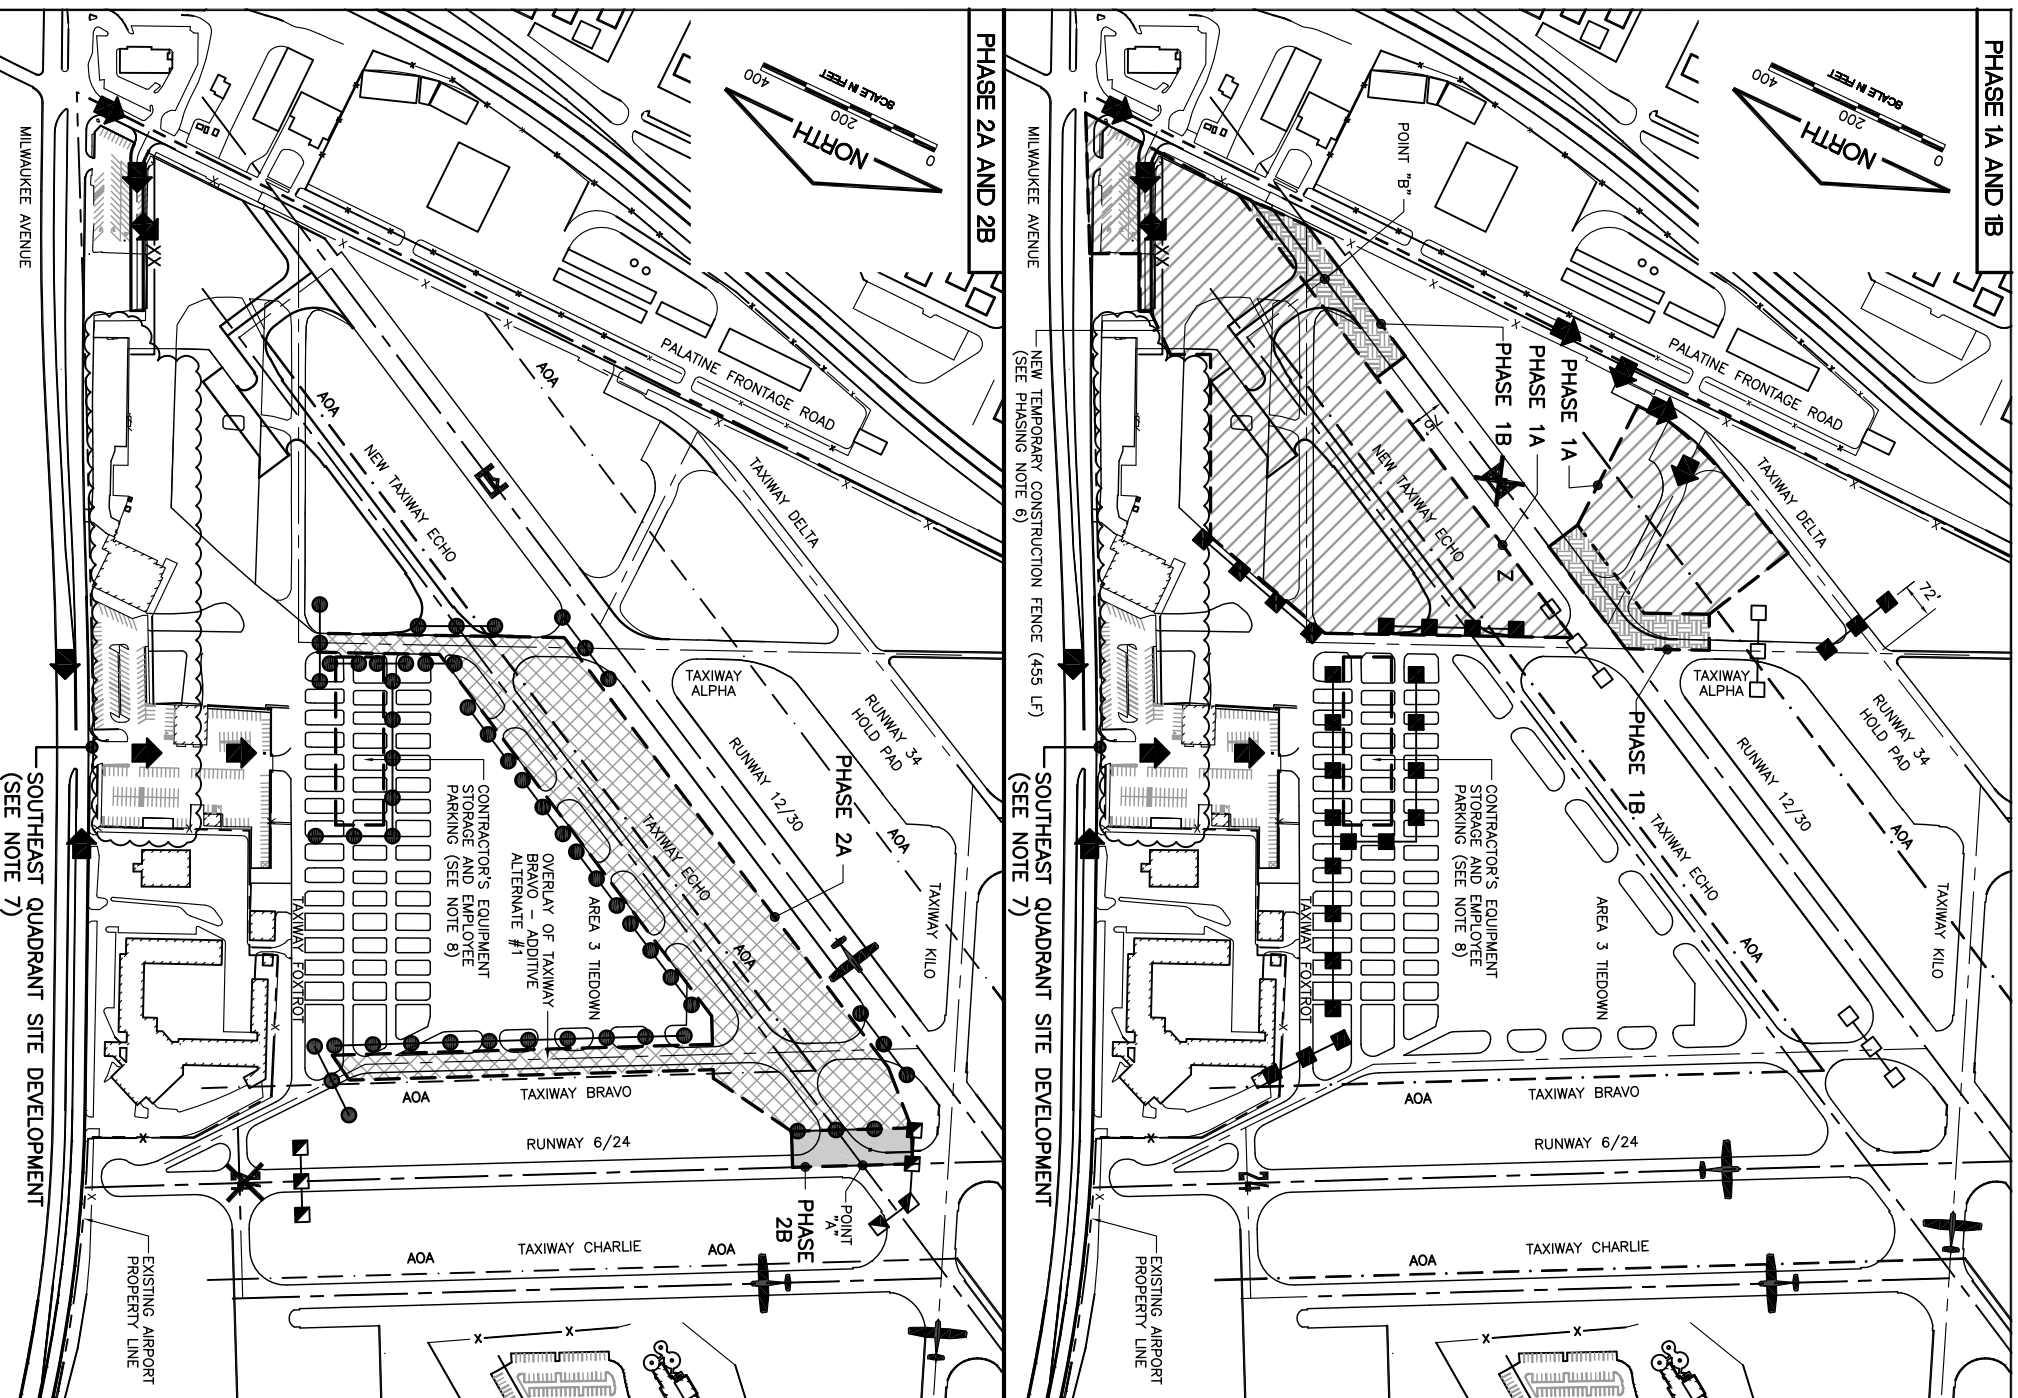 PHASE 1A AND 1B
SCALE IN FEET
400
200
0
NORTH
POINT "B"
PALATINE FRONTAGE ROAD
PHASE 1A
PHASE 1A
PHASE 1B
NEW TAXIWAY ECHO
TAXIWAY DELTA
72'
MILWAUKEE AVENUE
NEW TEMPORARY CONSTRUCTION FENCE (455 LF)
(SEE PHASING NOTE 6)
TAXIWAY
ALPHA
RUNWAY 34
HOLD PAD
PHASE 1B
RUNWAY 12/30
TAXIWAY ECHO
AOA
TAXIWAY KILO
CONTRACTOR'S EQUIPMENT
STORAGE AND EMPLOYEE
PARKING (SEE NOTE 8)
AREA 3 TIEDOWN
AOA
TAXIWAY FOXTROT
SOUTHEAST QUADRANT SITE DEVELOPMENT
(SEE NOTE 7)
AOA
TAXIWAY BRAVO
RUNWAY 6/24
24
TAXIWAY CHARLIE
AOA
EXISTING AIRPORT
PROPERTY LINE
PHASE 2A AND 2B
SCALE IN FEET
400
200
0
NORTH
PALATINE FRONTAGE ROAD
AOA
AOA
NEW TAXIWAY ECHO
TAXIWAY DELTA
MILWAUKEE AVENUE
TAXIWAY
ALPHA
RUNWAY 34
HOLD PAD
RUNWAY 12/30
PHASE 2A
AOA
TAXIWAY KILO
TAXIWAY ECHO
AOA
CONTRACTOR'S EQUIPMENT
STORAGE AND EMPLOYEE
PARKING (SEE NOTE 8)
OVERLAY OF TAXIWAY
BRAVO – ADDITIVE
ALTERNATE #1
AREA 3 TIEDOWN
TAXIWAY FOXTROT
SOUTHEAST QUADRANT SITE DEVELOPMENT
(SEE NOTE 7)
AOA
TAXIWAY BRAVO
RUNWAY 6/24
POINT
"A"
PHASE
2B
TAXIWAY CHARLIE
AOA
AOA
EXISTING AIRPORT
PROPERTY LINE